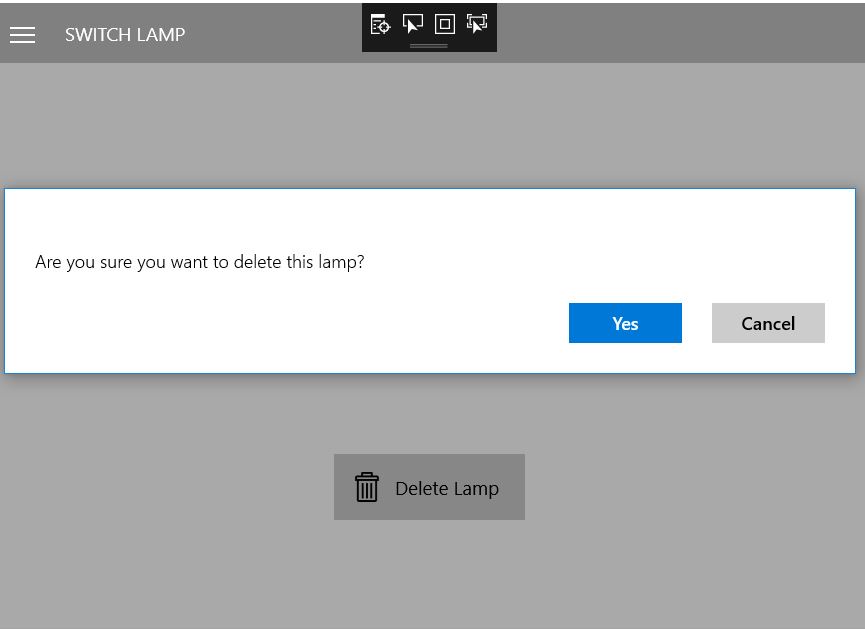 SWITCH LAMP
Are you sure you want to delete this lamp?
Yes
Cancel
Delete Lamp